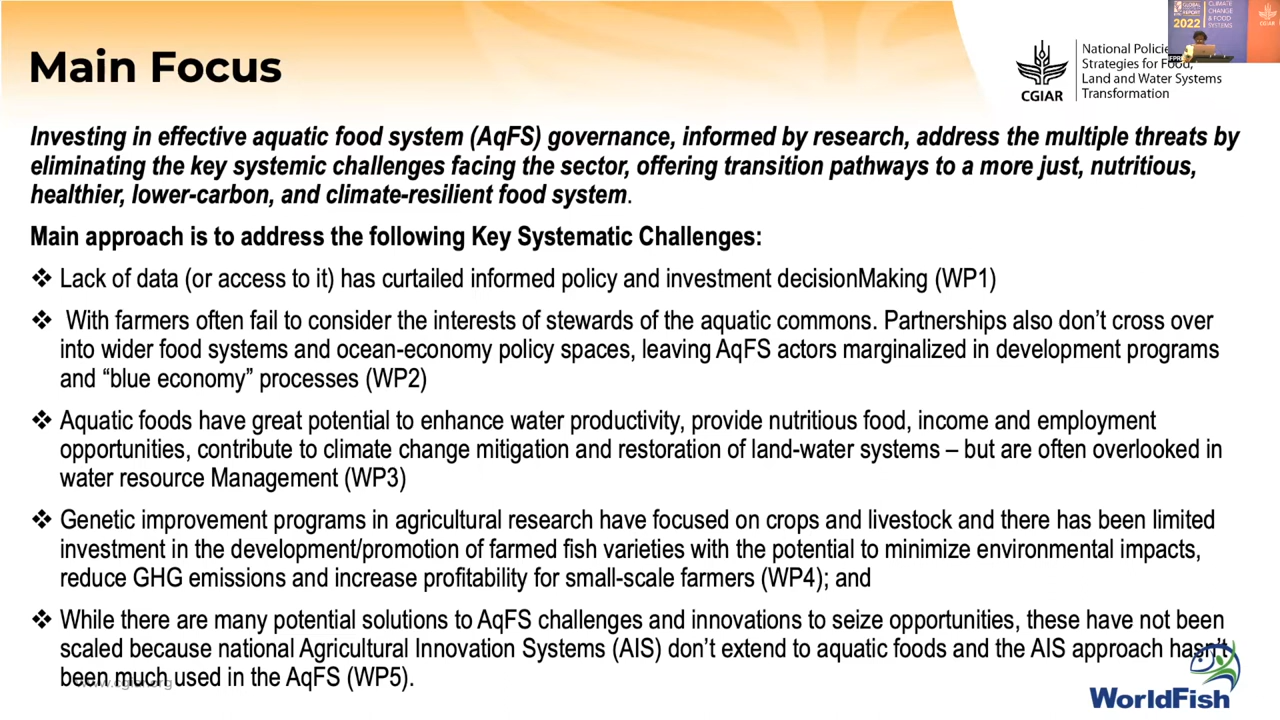 Main Focus
CGIAR
National Policie
Strategies for Food,
Land and Water Systems
Transformation
GLOBAL
REPORT
2022
CLIMATE
CHANGE
& FOOD
SYSTEMS
CGIAR
Investing in effective aquatic food system (AqFS) governance, informed by research, address the multiple threats by
eliminating the key systemic challenges facing the sector, offering transition pathways to a more just, nutritious,
healthier, lower-carbon, and climate-resilient food system.
Main approach is to address the following Key Systematic Challenges:
❖ Lack of data (or access to it) has curtailed informed policy and investment decisionMaking (WP1)
❖ With farmers often fail to consider the interests of stewards of the aquatic commons. Partnerships also don’t cross over
into wider food systems and ocean-economy policy spaces, leaving AqFS actors marginalized in development programs
and “blue economy” processes (WP2)
❖ Aquatic foods have great potential to enhance water productivity, provide nutritious food, income and employment
opportunities, contribute to climate change mitigation and restoration of land-water systems – but are often overlooked in
water resource Management (WP3)
❖ Genetic improvement programs in agricultural research have focused on crops and livestock and there has been limited
investment in the development/promotion of farmed fish varieties with the potential to minimize environmental impacts,
reduce GHG emissions and increase profitability for small-scale farmers (WP4); and
❖ While there are many potential solutions to AqFS challenges and innovations to seize opportunities, these have not been
scaled because national Agricultural Innovation Systems (AIS) don’t extend to aquatic foods and the AIS approach hasn’t
been much used in the AqFS (WP5).
www.cgiar.org
WorldFish